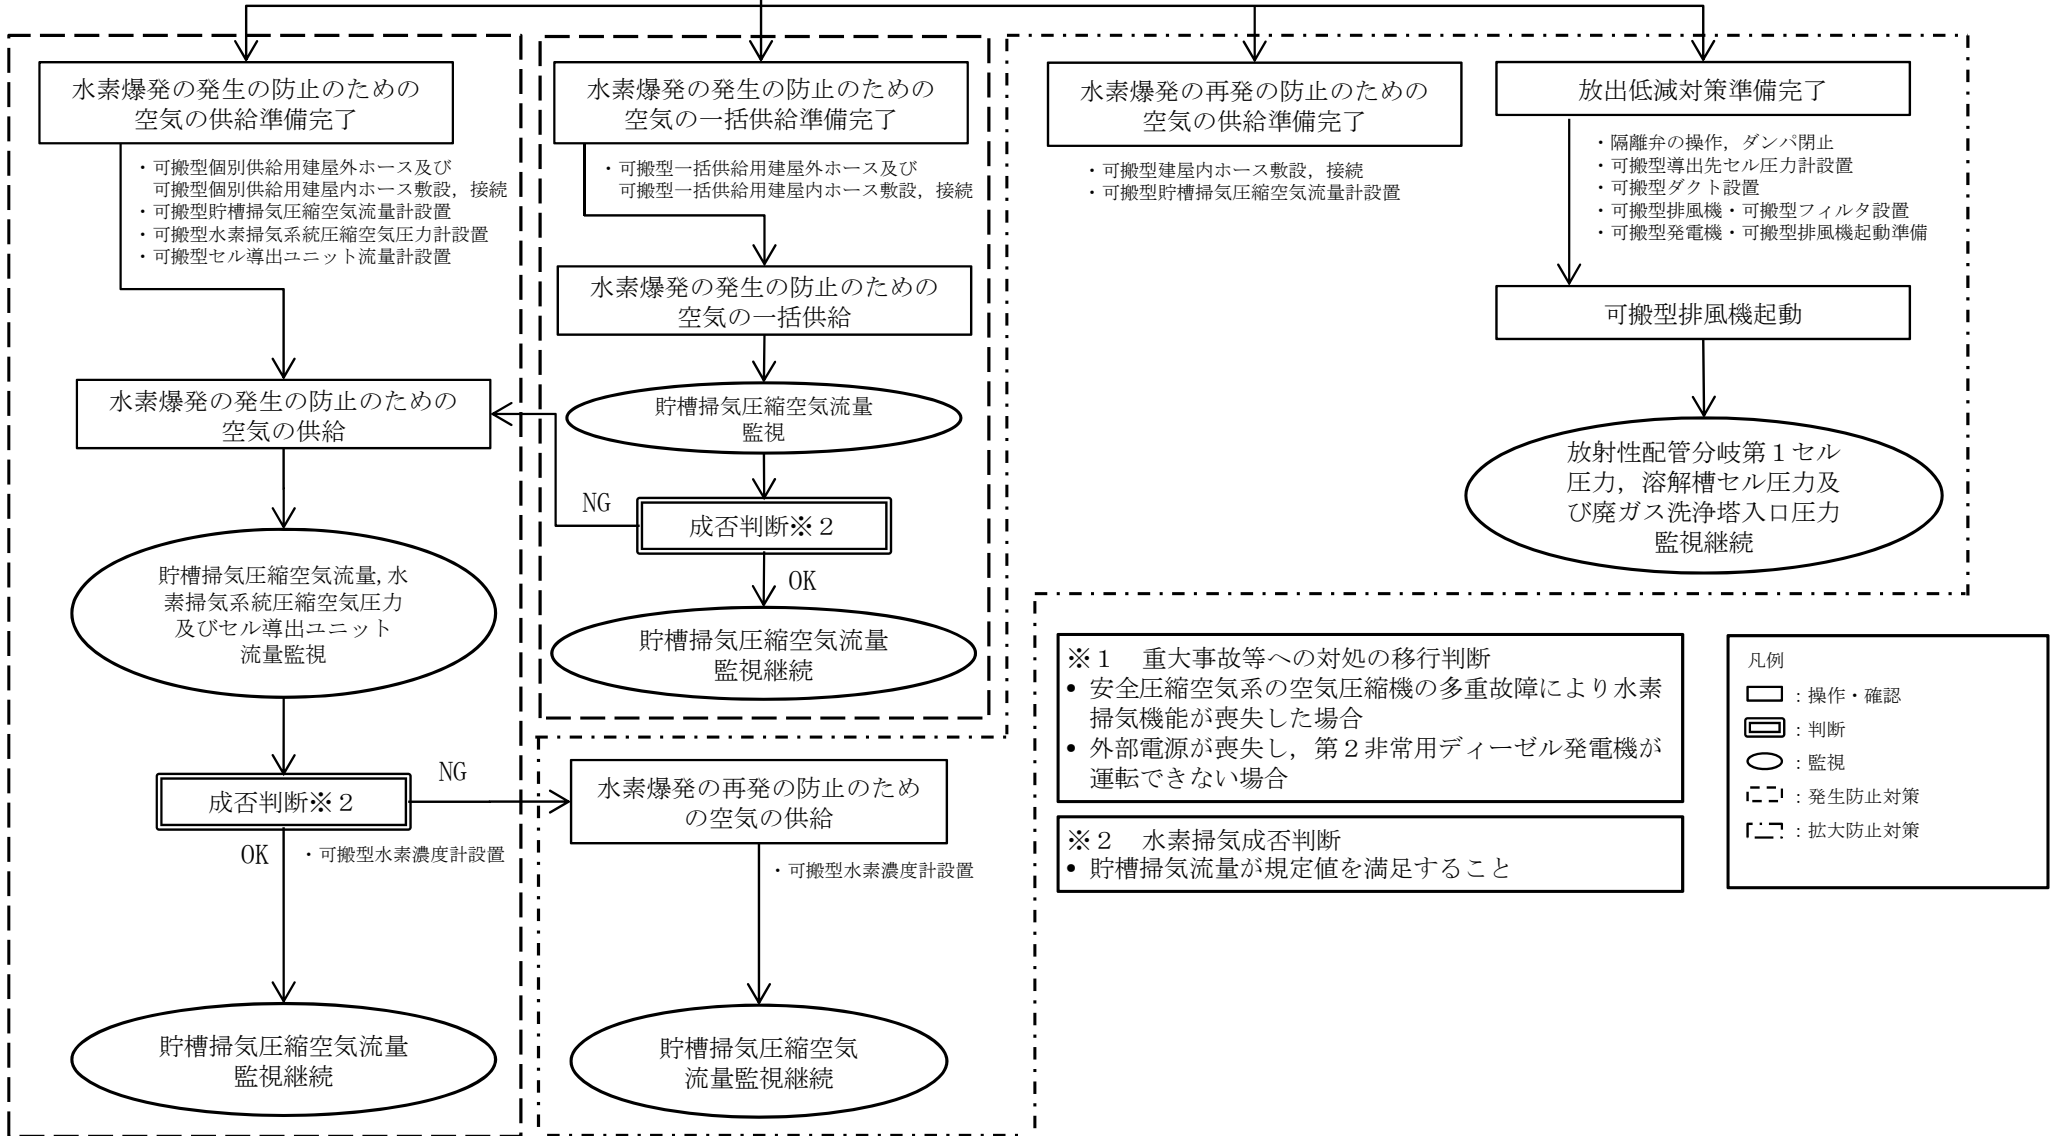 水素爆発の発生の防止のための
空気の供給準備完了
・可搬型個別供給用建屋外ホース及び
可搬型個別供給用建屋内ホース敷設，接続
・可搬型貯槽掃気圧縮空気流量計設置
・可搬型水素掃気系統圧縮空気圧力計設置
・可搬型セル導出ユニット流量計設置
水素爆発の発生の防止のための
空気の供給
貯槽掃気圧縮空気流量，水
素掃気系統圧縮空気圧力
及びセル導出ユニット
流量監視
成否判断※２
NG
OK
・可搬型水素濃度計設置
貯槽掃気圧縮空気流量
監視継続
水素爆発の発生の防止のための
空気の一括供給準備完了
・可搬型一括供給用建屋外ホース及び
可搬型一括供給用建屋内ホース敷設，接続
水素爆発の発生の防止のための
空気の一括供給
貯槽掃気圧縮空気流量
監視
NG
成否判断※２
OK
貯槽掃気圧縮空気流量
監視継続
水素爆発の再発の防止のため
の空気の供給
・可搬型水素濃度計設置
貯槽掃気圧縮空気
流量監視継続
水素爆発の再発の防止のための
空気の供給準備完了
・可搬型建屋内ホース敷設，接続
・可搬型貯槽掃気圧縮空気流量計設置
放出低減対策準備完了
・隔離弁の操作，ダンパ閉止
・可搬型導出先セル圧力計設置
・可搬型ダクト設置
・可搬型排風機・可搬型フィルタ設置
・可搬型発電機・可搬型排風機起動準備
可搬型排風機起動
放射性配管分岐第１セル
圧力，溶解槽セル圧力及
び廃ガス洗浄塔入口圧力
監視継続
※１　重大事故等への対処の移行判断
• 安全圧縮空気系の空気圧縮機の多重故障により水素
掃気機能が喪失した場合
• 外部電源が喪失し，第２非常用ディーゼル発電機が
運転できない場合
※２　水素掃気成否判断
• 貯槽掃気流量が規定値を満足すること
凡例
：操作・確認
：判断
：監視
：発生防止対策
：拡大防止対策